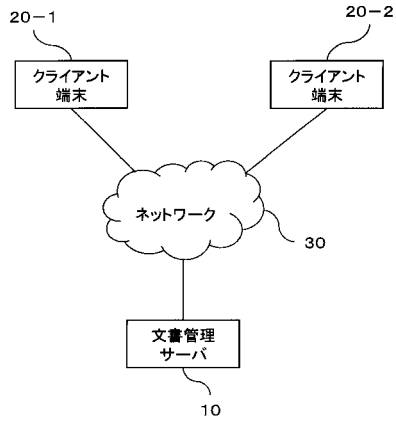 20-1
20-2
クライアント
端末
クライアント
端末
ネットワーク
30
文書管理
サーバ
10